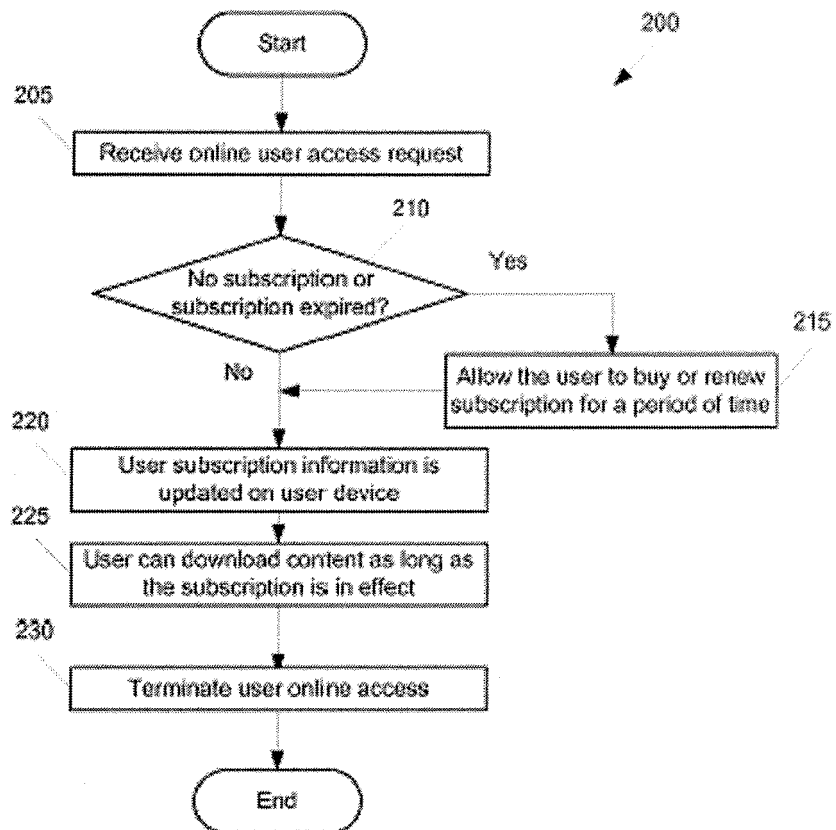 Start
200
205
Receive online user access request
210
No subscription or
subscription expired?
Yes
215
No
Allow the user to buy or renew
subscription for a period of time
220
User subscription information is
updated on user device
225
User can download content as long as
the subscription is in effect
230
Terminate user online access
End